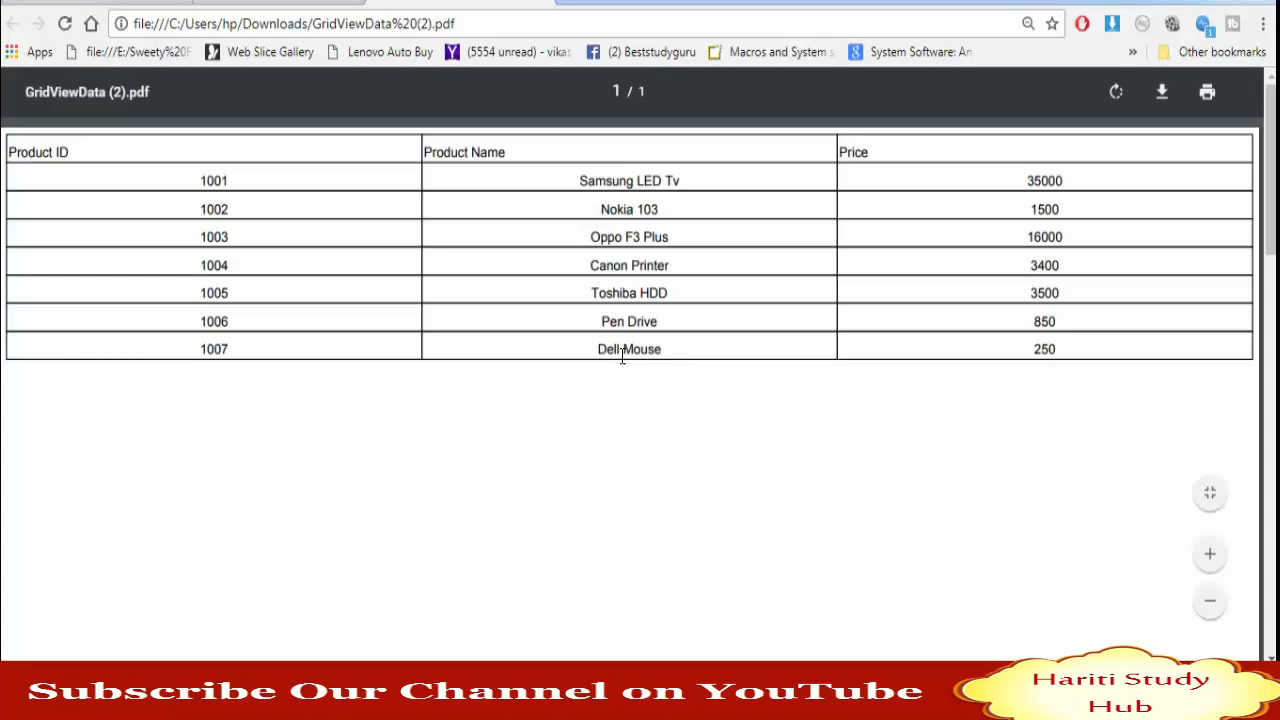 file:///C:/Users/hp/Downloads/GridViewData%20(2).pdf
Apps file:///E:/Sweety%20F Web Slice Gallery Lenovo Auto Buy (5554 unread) - vikas (2) Beststudyguru Macros and System s System Software: An » Other bookmarks
GridViewData (2).pdf 1 / 1
Product ID Product Name Price
1001 Samsung LED Tv 35000
1002 Nokia 103 1500
1003 Oppo F3 Plus 16000
1004 Canon Printer 3400
1005 Toshiba HDD 3500
1006 Pen Drive 850
1007 Dell Mouse 250
Subscribe Our Channel on YouTube
Hariti Study
Hub